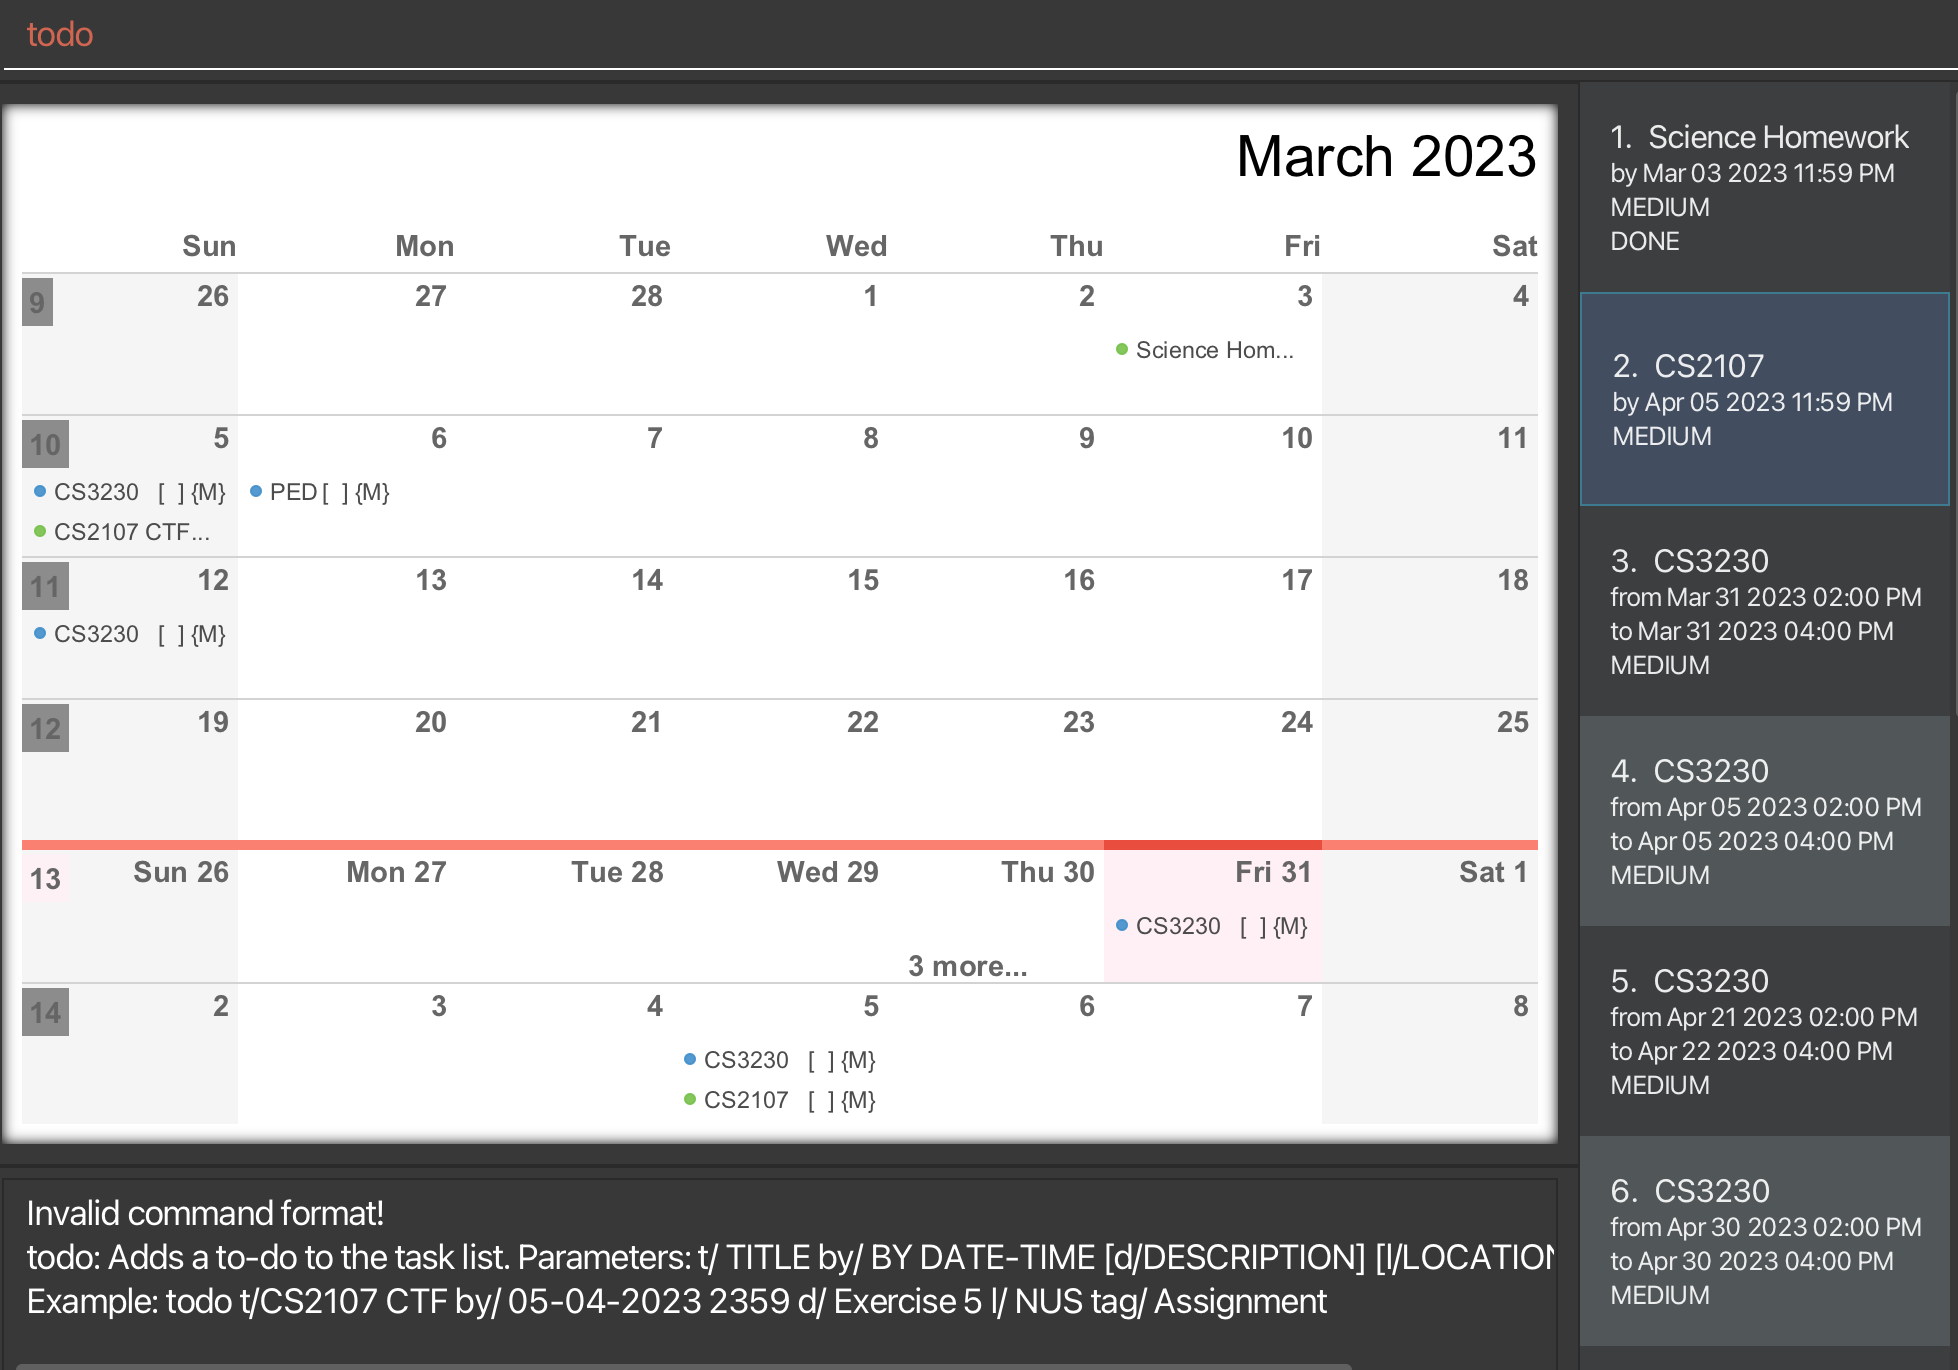 todo
March 2023
Sun Mon Tue Wed Thu Fri Sat
9 26 27 28 1 2 3 4
Science Hom...
10 5 6 7 8 9 10 11
CS3230 [ ] {M} PED [ ] {M}
CS2107 CTF...
11 12 13 14 15 16 17 18
CS3230 [ ] {M}
12 19 20 21 22 23 24 25
13 Sun 26 Mon 27 Tue 28 Wed 29 Thu 30 Fri 31 Sat 1
CS3230 [ ] {M}
3 more...
14 2 3 4 5 6 7 8
CS3230 [ ] {M}
CS2107 [ ] {M}
Invalid command format!
todo: Adds a to-do to the task list. Parameters: t/ TITLE by/ BY DATE-TIME [d/DESCRIPTION] [l/LOCATION
Example: todo t/CS2107 CTF by/ 05-04-2023 2359 d/ Exercise 5 l/ NUS tag/ Assignment
1. Science Homework
by Mar 03 2023 11:59 PM
MEDIUM
DONE
2. CS2107
by Apr 05 2023 11:59 PM
MEDIUM
3. CS3230
from Mar 31 2023 02:00 PM
to Mar 31 2023 04:00 PM
MEDIUM
4. CS3230
from Apr 05 2023 02:00 PM
to Apr 05 2023 04:00 PM
MEDIUM
5. CS3230
from Apr 21 2023 02:00 PM
to Apr 22 2023 04:00 PM
MEDIUM
6. CS3230
from Apr 30 2023 02:00 PM
to Apr 30 2023 04:00 PM
MEDIUM